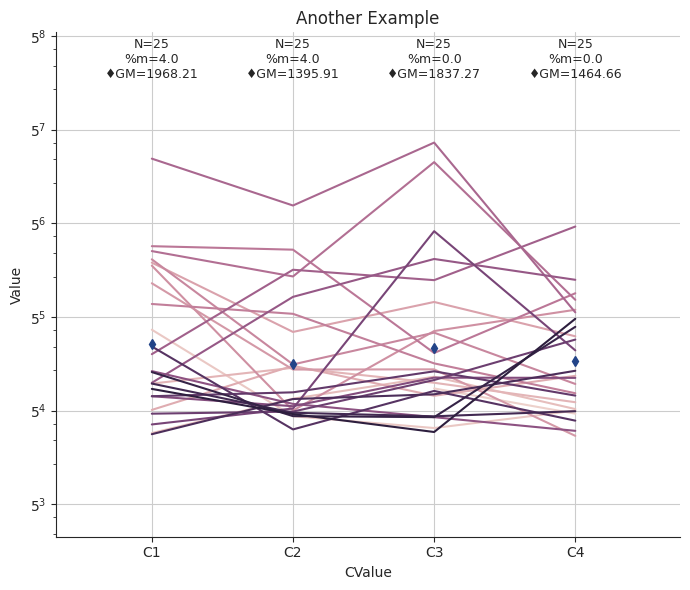 Another Example
N=25 N=25 N=25 N=25
%m=4.0 %m=4.0 %m=0.0 %m=0.0
♦GM=1968.21 ♦GM=1395.91 ♦GM=1837.27 ♦GM=1464.66
5⁸
5⁷
5⁶
5⁵
5⁴
5³
Value
C1 C2 C3 C4
CValue